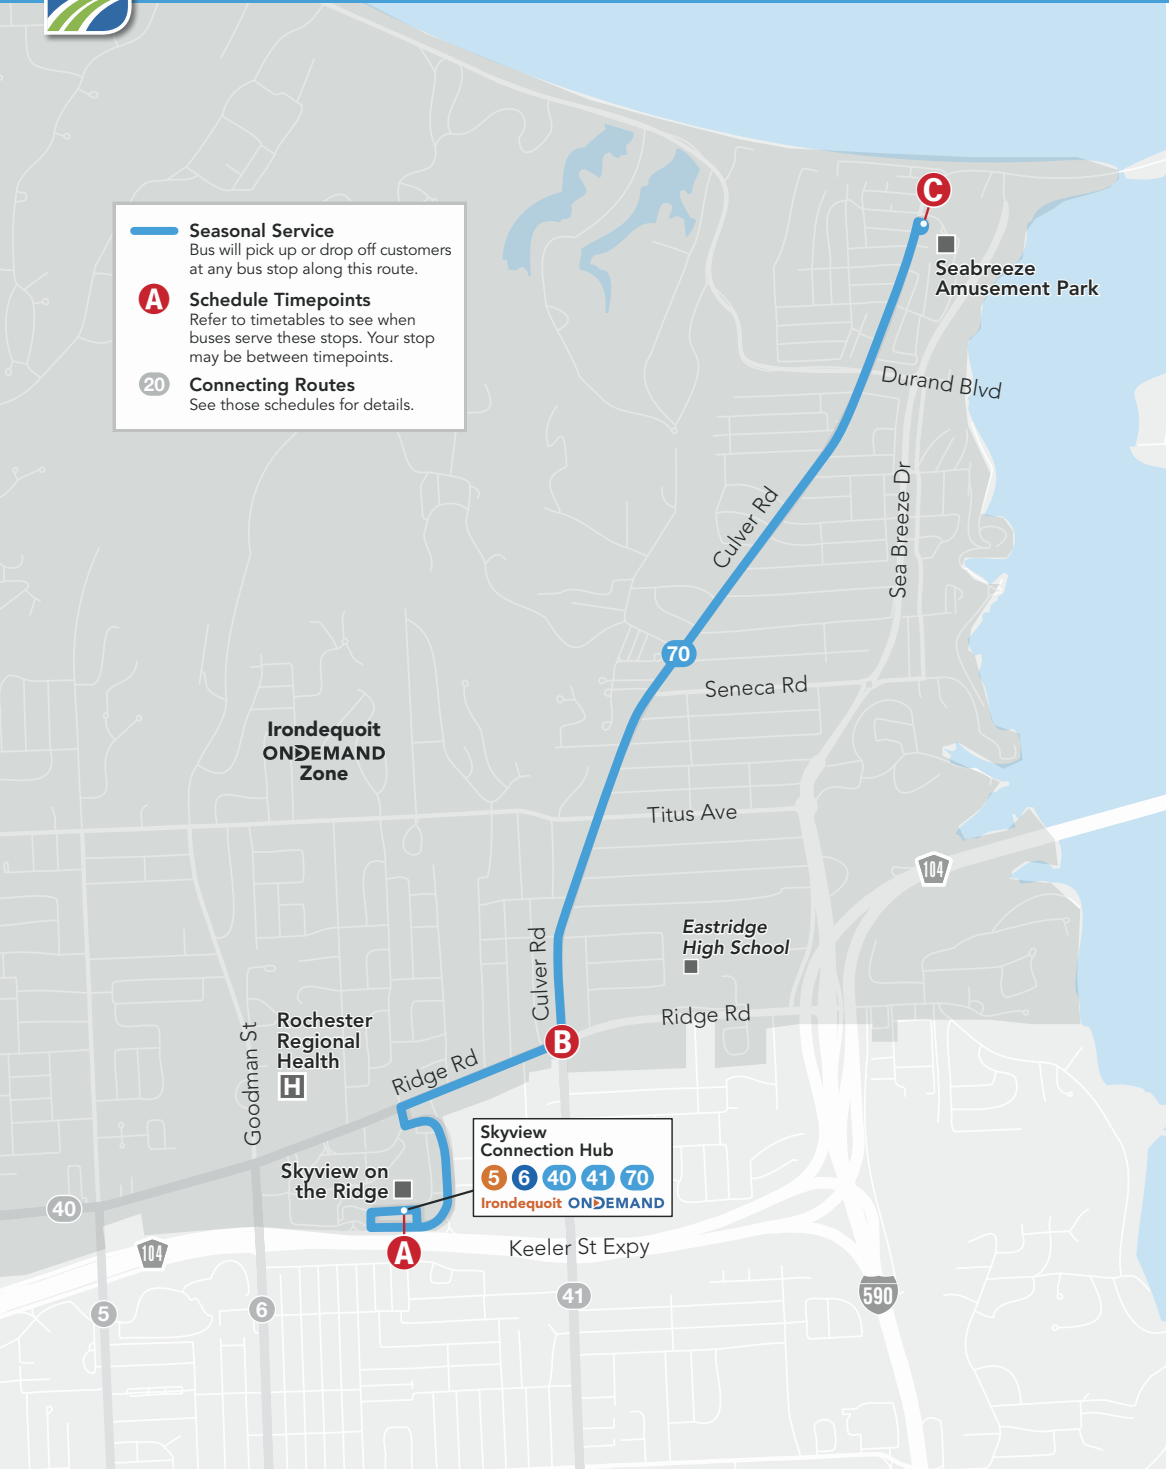 C
Seabreeze
Amusement Park
Seasonal Service
Bus will pick up or drop off customers
at any bus stop along this route.
A
Schedule Timepoints
Refer to timetables to see when
buses serve these stops. Your stop
may be between timepoints.
20
Connecting Routes
See those schedules for details.
Durand Blvd
Culver Rd
Sea Breeze Dr
70
Seneca Rd
Irondequoit
ONDEMAND
Zone
Titus Ave
104
Eastridge
High School
Culver Rd
Ridge Rd
B
Rochester
Regional
Health
H
Goodman St
Ridge Rd
Skyview
Connection Hub
5 6 40 41 70
Irondequoit ONDEMAND
Skyview on
the Ridge
40
104
A
Keeler St Expy
5
6
41
590